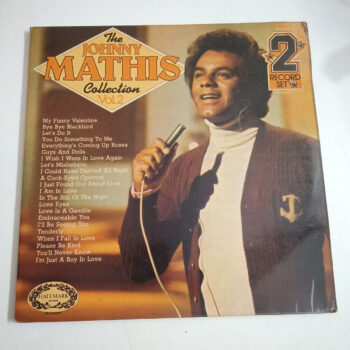 The
JOHNNY
MATHIS
Collection
Vol.2
2
RECORD
SET
My Funny Valentine
Bye Bye Blackbird
Let's Do It
You Do Something To Me
Everything's Coming Up Roses
Guys And Dolls
I Wish I Were In Love Again
Let's Misbehave
I Could Have Danced All Night
A Cock-Eyed Optimist
I Just Found Out About Love
I Am In Love
In The Still Of The Night
Love Eyes
Love Is A Gamble
Embraceable You
I'll Be Seeing You
Tenderly
When I Fall In Love
Please Be Kind
You'll Never Know
I'm Just A Boy In Love
HALLMARK